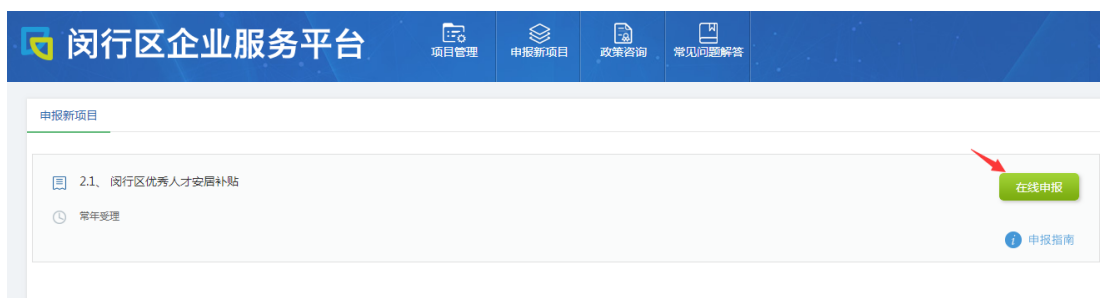 闵行区企业服务平台
项目管理
申报新项目
政策咨询
常见问题解答
申报新项目
2.1、 闵行区优秀人才安居补贴
在线申报
常年受理
申报指南